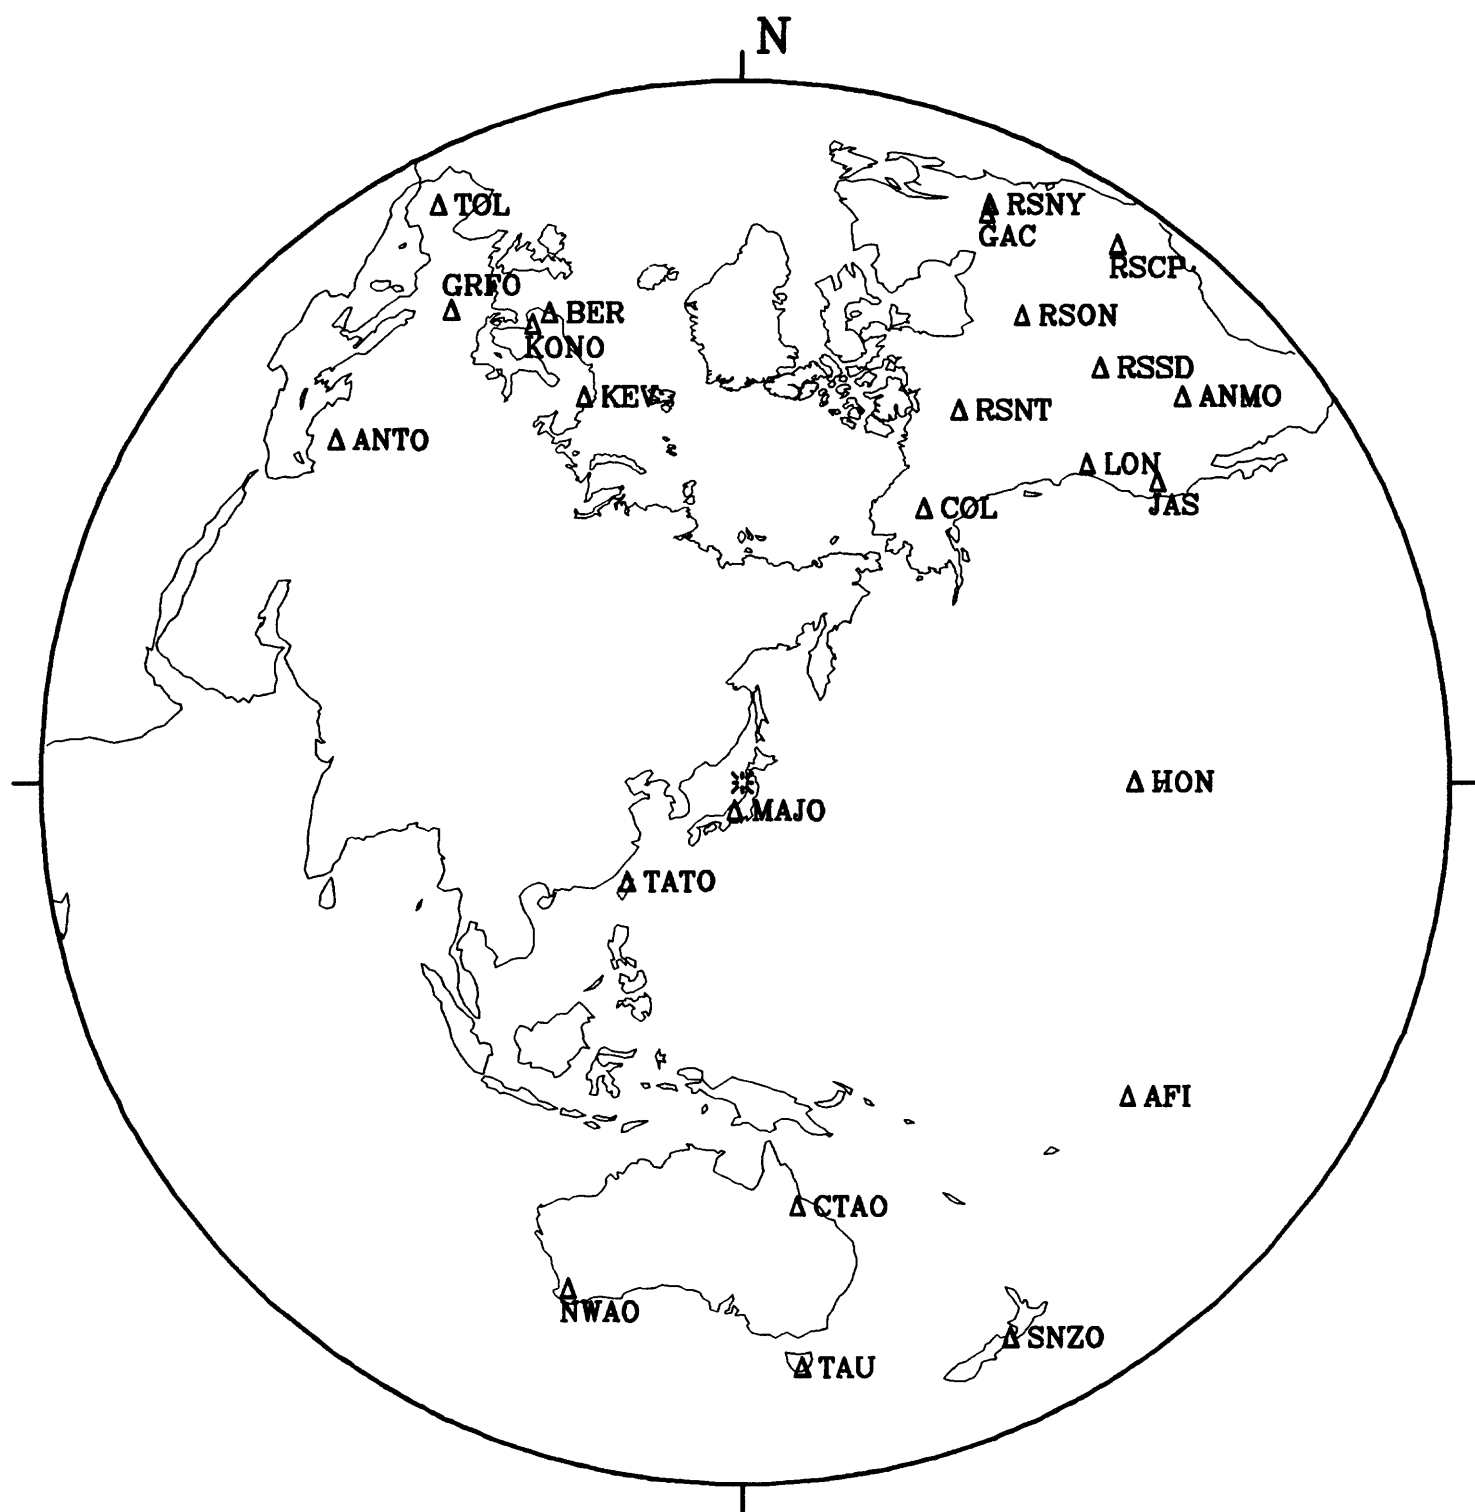 N
TOL
RSNY
GAC
RSCP
GRFO
BER
RSON
KONO
RSSD
KEV
ANMO
RSNT
ANTO
LON
JAS
COL
HON
MAJO
TATO
AFI
CTAO
NWAO
SNZO
TAU